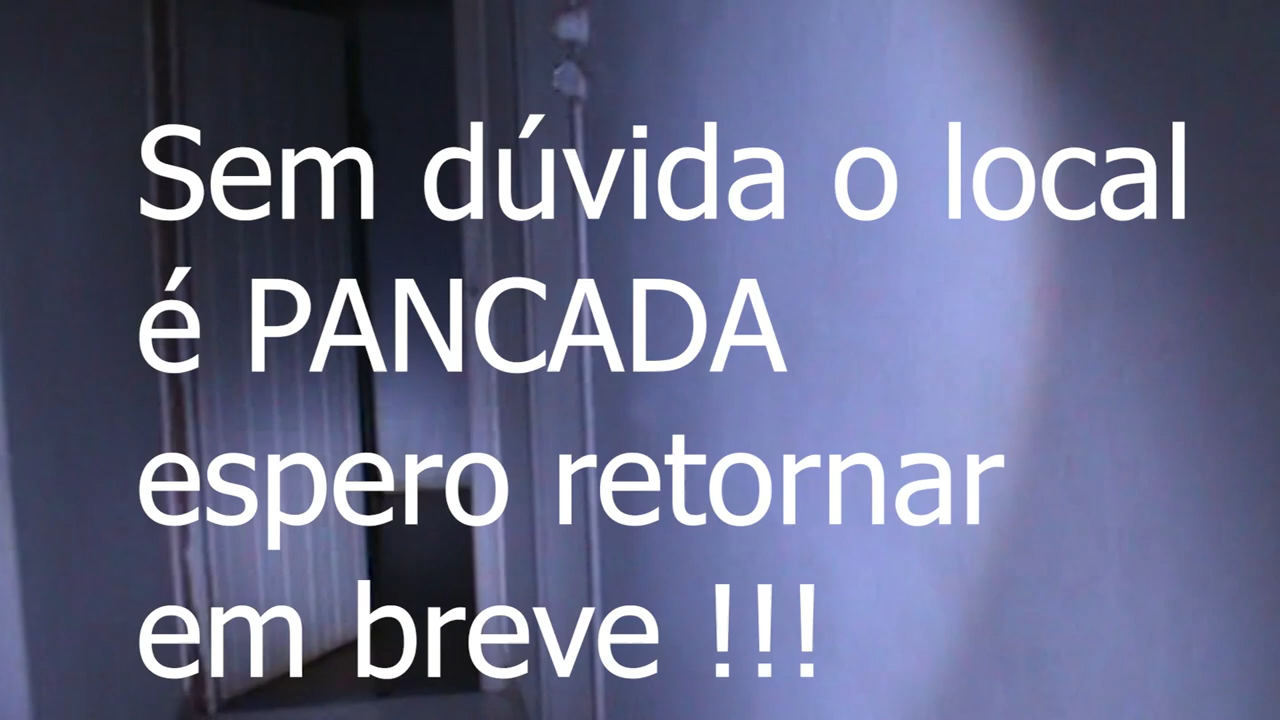 Sem dúvida o local
é PANCADA
espero retornar
em breve !!!